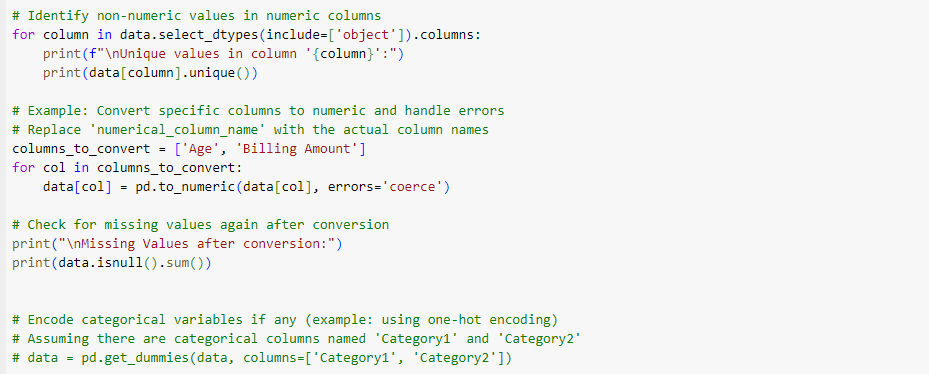 # Identify non-numeric values in numeric columns
for column in data.select_dtypes(include=['object']).columns:
    print(f"\nUnique values in column '{column}':")
    print(data[column].unique())

# Example: Convert specific columns to numeric and handle errors
# Replace 'numerical_column_name' with the actual column names
columns_to_convert = ['Age', 'Billing Amount']
for col in columns_to_convert:
    data[col] = pd.to_numeric(data[col], errors='coerce')

# Check for missing values again after conversion
print("\nMissing Values after conversion:")
print(data.isnull().sum())


# Encode categorical variables if any (example: using one-hot encoding)
# Assuming there are categorical columns named 'Category1' and 'Category2'
# data = pd.get_dummies(data, columns=['Category1', 'Category2'])